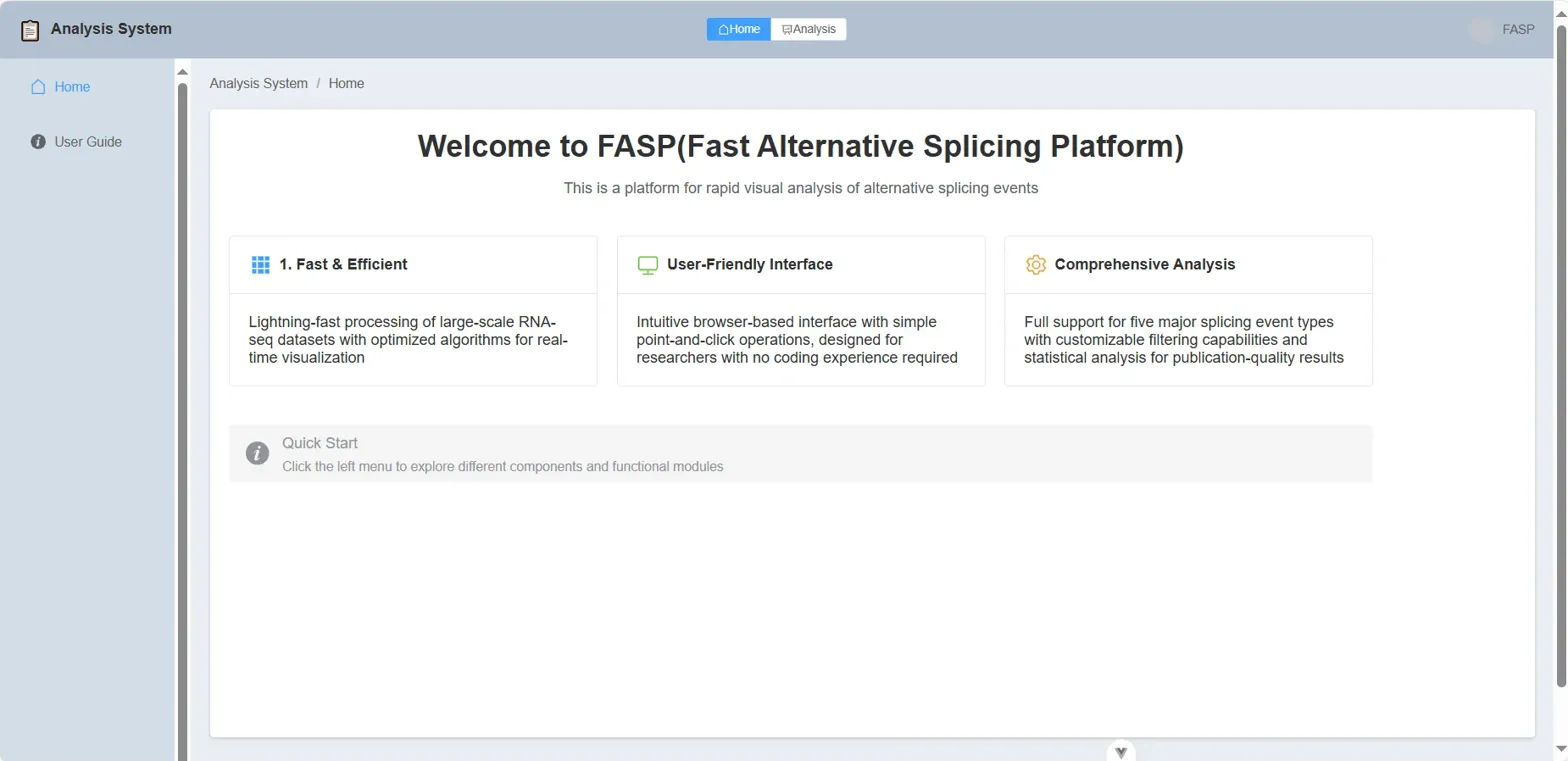 Analysis System
Home
Analysis
FASP
Home
User Guide
Analysis System / Home
Welcome to FASP(Fast Alternative Splicing Platform)
This is a platform for rapid visual analysis of alternative splicing events
1. Fast & Efficient
Lightning-fast processing of large-scale RNA-
seq datasets with optimized algorithms for real-
time visualization
User-Friendly Interface
Intuitive browser-based interface with simple
point-and-click operations, designed for
researchers with no coding experience required
Comprehensive Analysis
Full support for five major splicing event types
with customizable filtering capabilities and
statistical analysis for publication-quality results
Quick Start
Click the left menu to explore different components and functional modules